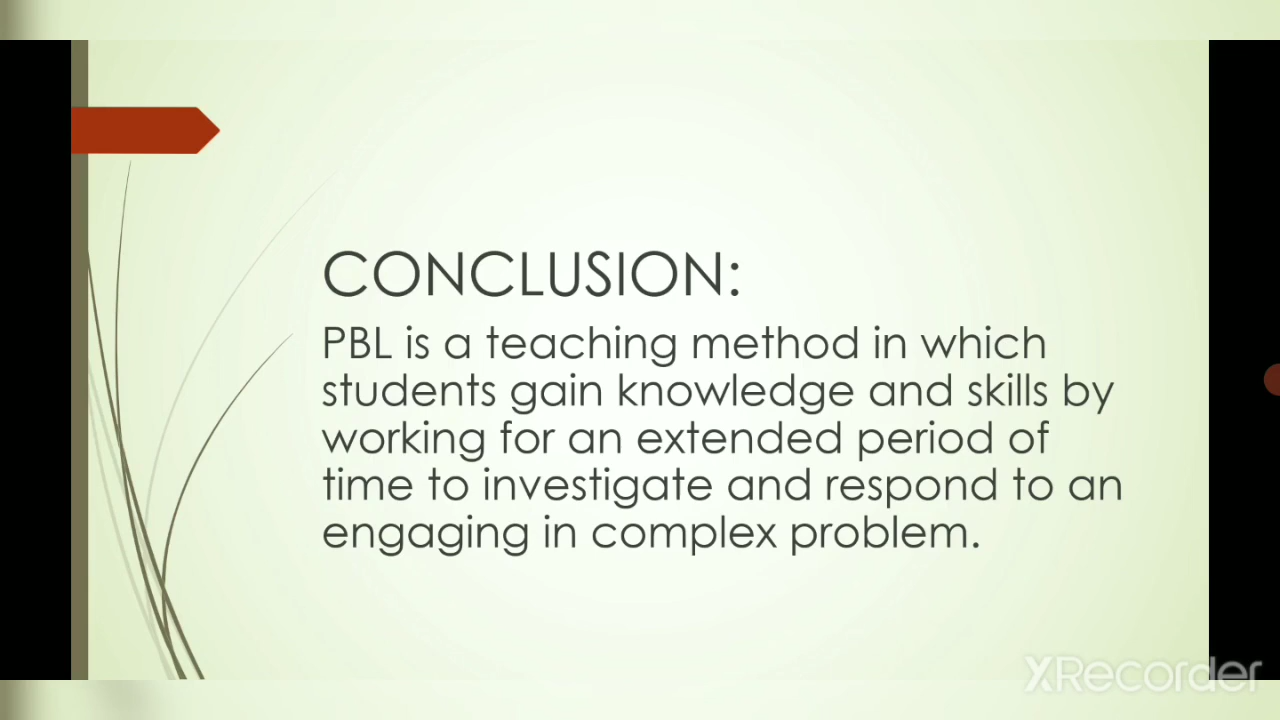 CONCLUSION:
PBL is a teaching method in which
students gain knowledge and skills by
working for an extended period of
time to investigate and respond to an
engaging in complex problem.
XRecorder